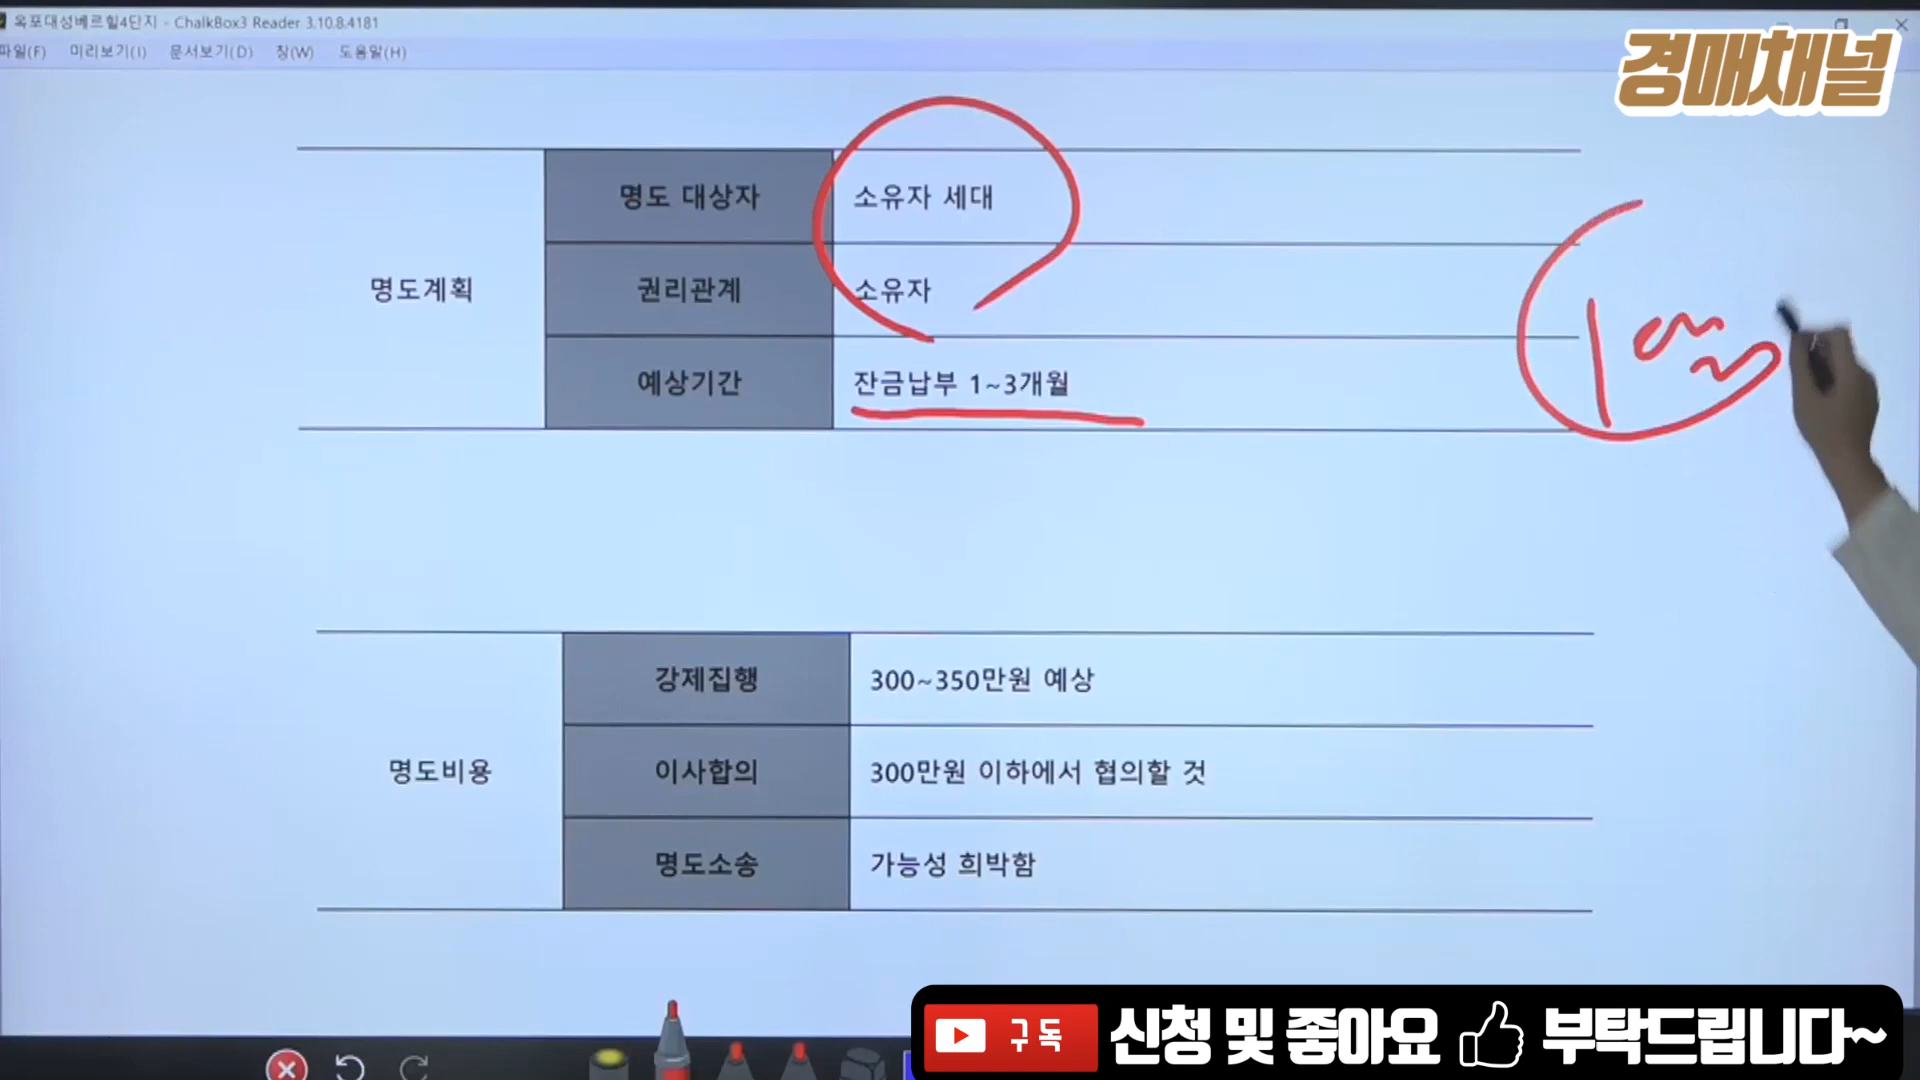 옥포대성베르힐4단지 - ChalkBox3 Reader 3.10.8.4181
파일(F) 미리보기(I) 문서보기(D) 창(W) 도움말(H)
경매채널
명도계획
명도 대상자 소유자 세대
권리관계 소유자
예상기간 잔금납부 1~3개월
명도비용
강제집행 300~350만원 예상
이사합의 300만원 이하에서 협의할 것
명도소송 가능성 희박함
구독 신청 및 좋아요 부탁드립니다~